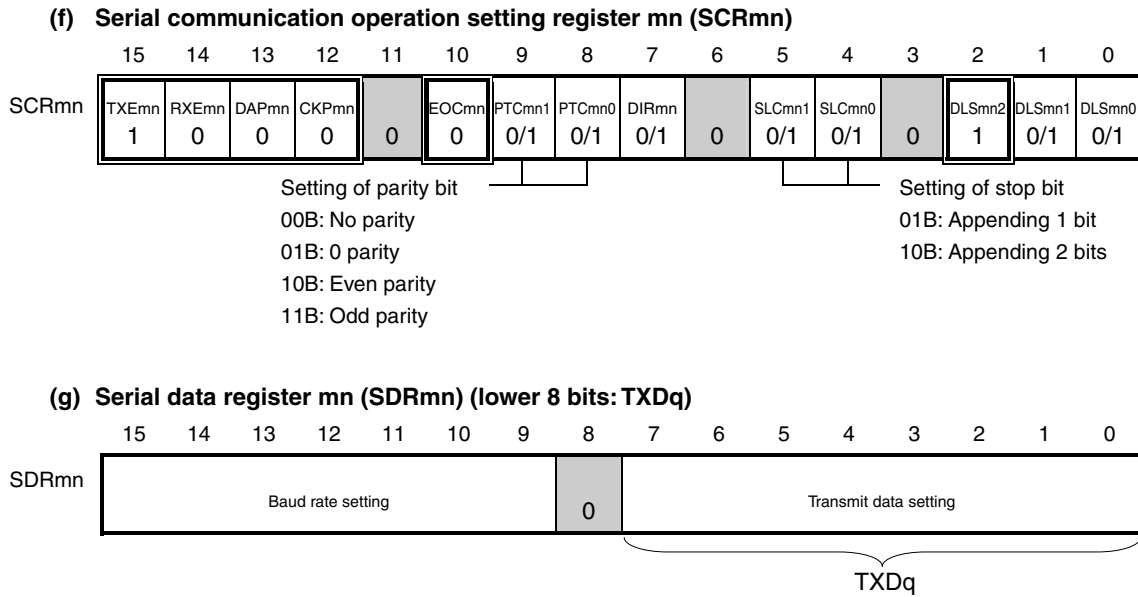 (f) Serial communication operation setting register mn (SCRmn)
15 14 13 12 11 10 9 8 7 6 5 4 3 2 1 0
SCRmn TXEmn RXEmn DAPmn CKPmn EOCmn PTCmn1 PTCmn0 DIRmn SLCmn1 SLCmn0 DLSmn2 DLSmn1 DLSmn0
1 0 0 0 0 0 0/1 0/1 0/1 0 0/1 0/1 0 1 0/1 0/1
Setting of parity bit
00B: No parity
01B: 0 parity
10B: Even parity
11B: Odd parity
Setting of stop bit
01B: Appending 1 bit
10B: Appending 2 bits
(g) Serial data register mn (SDRmn) (lower 8 bits: TXDq)
15 14 13 12 11 10 9 8 7 6 5 4 3 2 1 0
SDRmn Baud rate setting 0 Transmit data setting
TXDq